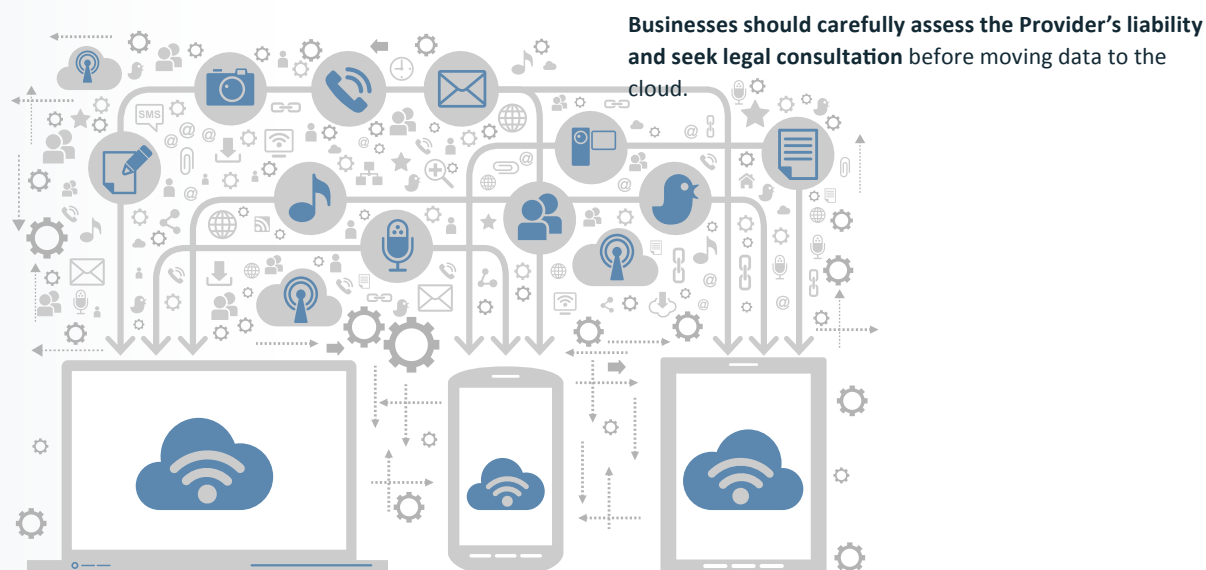 Businesses should carefully assess the Provider’s liability
and seek legal consultation before moving data to the
cloud.
SMS